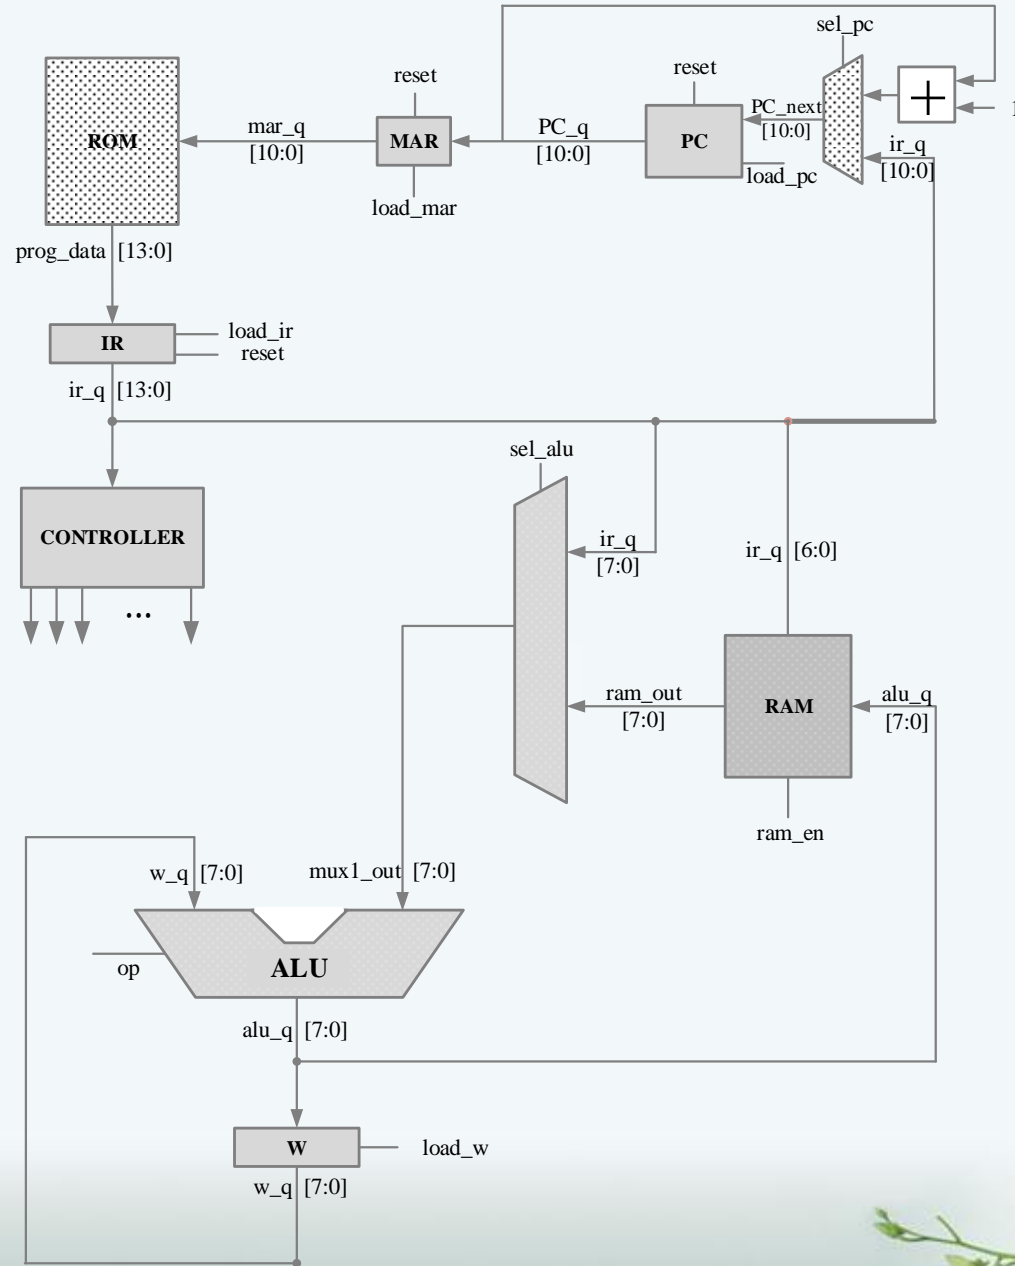 sel_pc
reset
reset
ROM
mar_q
[10:0]
MAR
PC_q
[10:0]
PC
PC_next
[10:0]
+
ir_q
[10:0]
load_mar
load_pc
prog_data [13:0]
IR
load_ir
reset
ir_q [13:0]
sel_alu
CONTROLLER
...
ir_q
[7:0]
ir_q [6:0]
ram_out
[7:0]
RAM
alu_q
[7:0]
ram_en
w_q [7:0]
mux1_out [7:0]
op
ALU
alu_q [7:0]
W
load_w
w_q [7:0]